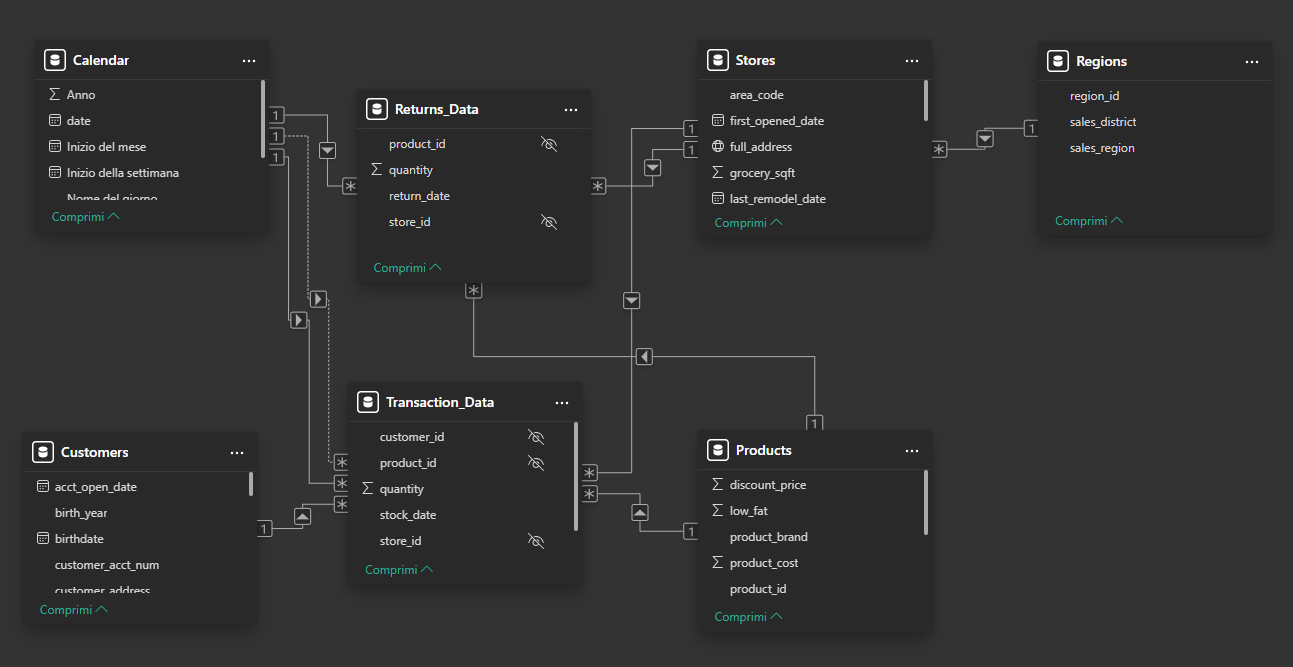 Calendar
Anno
date
Inizio del mese
Inizio della settimana
Nome del giorno
Comprimi
Returns_Data
product_id
quantity
return_date
store_id
Comprimi
Stores
area_code
first_opened_date
full_address
grocery_sqft
last_remodel_date
Comprimi
Regions
region_id
sales_district
sales_region
Comprimi
1
1
1
*
*
1
1
*
1
*
Customers
acct_open_date
birth_year
birthdate
customer_acct_num
customer_address
Comprimi
Transaction_Data
customer_id
product_id
quantity
stock_date
store_id
Comprimi
Products
discount_price
low_fat
product_brand
product_cost
product_id
Comprimi
1
*
*
*
*
*
1
1